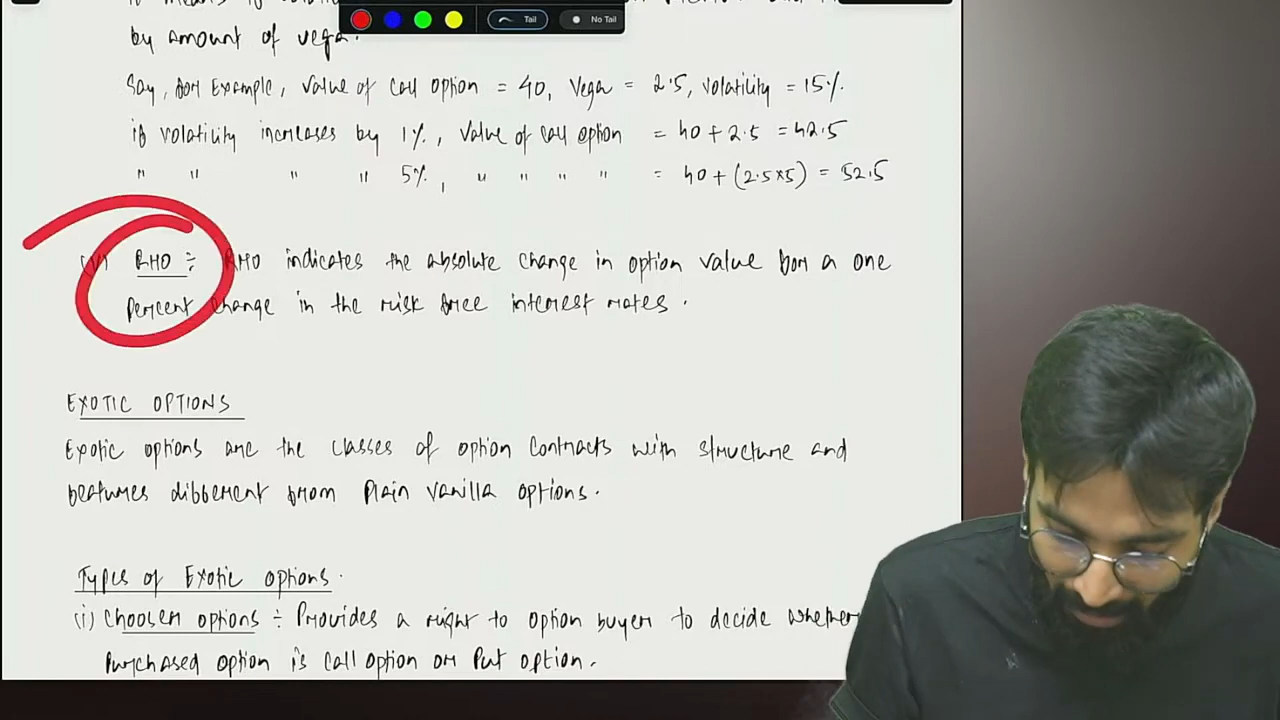 Tail
No Tail
by amount of vega.
Say, for Example, value of call option = 40, Vega = 2.5, volatility = 15%.
if volatility increases by 1%, value of call option = 40 + 2.5 = 42.5
" " " " 5%, " " " " = 40 + (2.5x5) = 52.5
(v) RHO ÷ RHO indicates the absolute change in option value for a one
percent change in the risk free interest rates.
EXOTIC OPTIONS
Exotic options are the classes of option contracts with structure and
features different from plain vanilla options.
Types of Exotic options.
(i) Chooser options ÷ Provides a right to option buyer to decide whether
purchased option is call option or Put option.